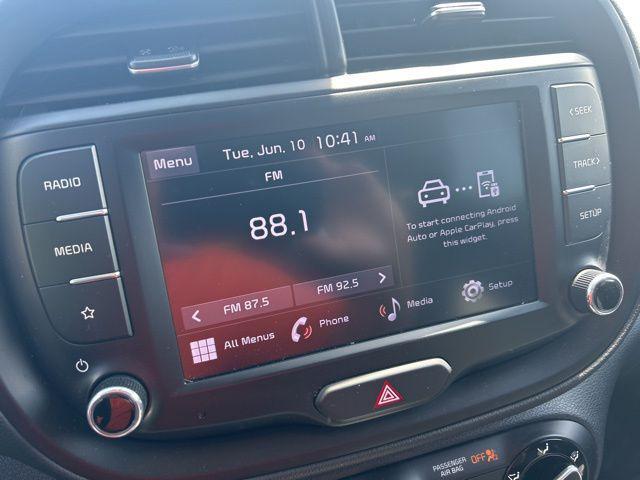 < SEEK
TRACK >
SETUP
RADIO
MEDIA
Menu
Tue, Jun. 10 10:41 AM
FM
88.1
To start connecting Android
Auto or Apple CarPlay, press
this widget.
< FM 87.5
FM 92.5 >
All Menus
Phone
Media
Setup
PASSENGER
AIR BAG
OFF